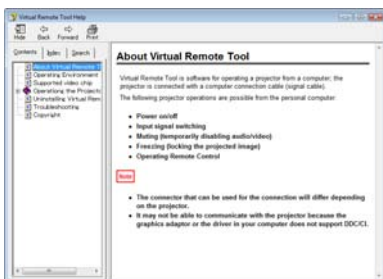 Virtual Remote Tool Help
Hide Back Forward Print
Contents Index Search
About Virtual Remote T
Operating Environment
Supported video chip
Operating the Projecto
Uninstalling Virtual Rem
Troubleshooting
Copyright
About Virtual Remote Tool
Virtual Remote Tool is software for operating a projector from a computer; the
projector is connected with a computer connection cable (signal cable).
The following projector operations are possible from the personal computer:
• Power on/off
• Input signal switching
• Muting (temporarily disabling audio/video)
• Freezing (locking the projected image)
• Operating Remote Control
Note
• The connector that can be used for the connection will differ depending
on the projector.
• It may not be able to communicate with the projector because the
graphics adaptor or the driver in your computer does not support DDC/CI.